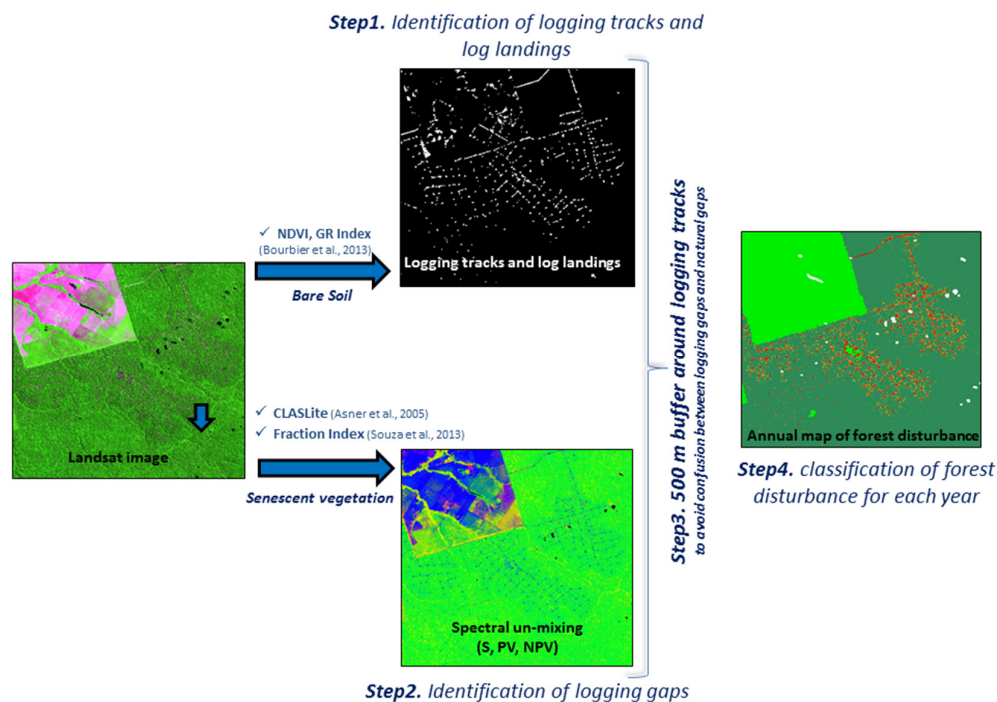 Step1. Identification of logging tracks and
log landings
✓ NDVI, GR Index
(Bourbier et al., 2013)
Bare Soil
Logging tracks and log landings
Landsat image
✓ CLASLite (Asner et al., 2005)
✓ Fraction Index (Souza et al., 2013)
Senescent vegetation
Spectral un-mixing
(S, PV, NPV)
Step2. Identification of logging gaps
Step3. 500 m buffer around logging tracks
to avoid confusion between logging gaps and natural gaps
Annual map of forest disturbance
Step4. classification of forest
disturbance for each year